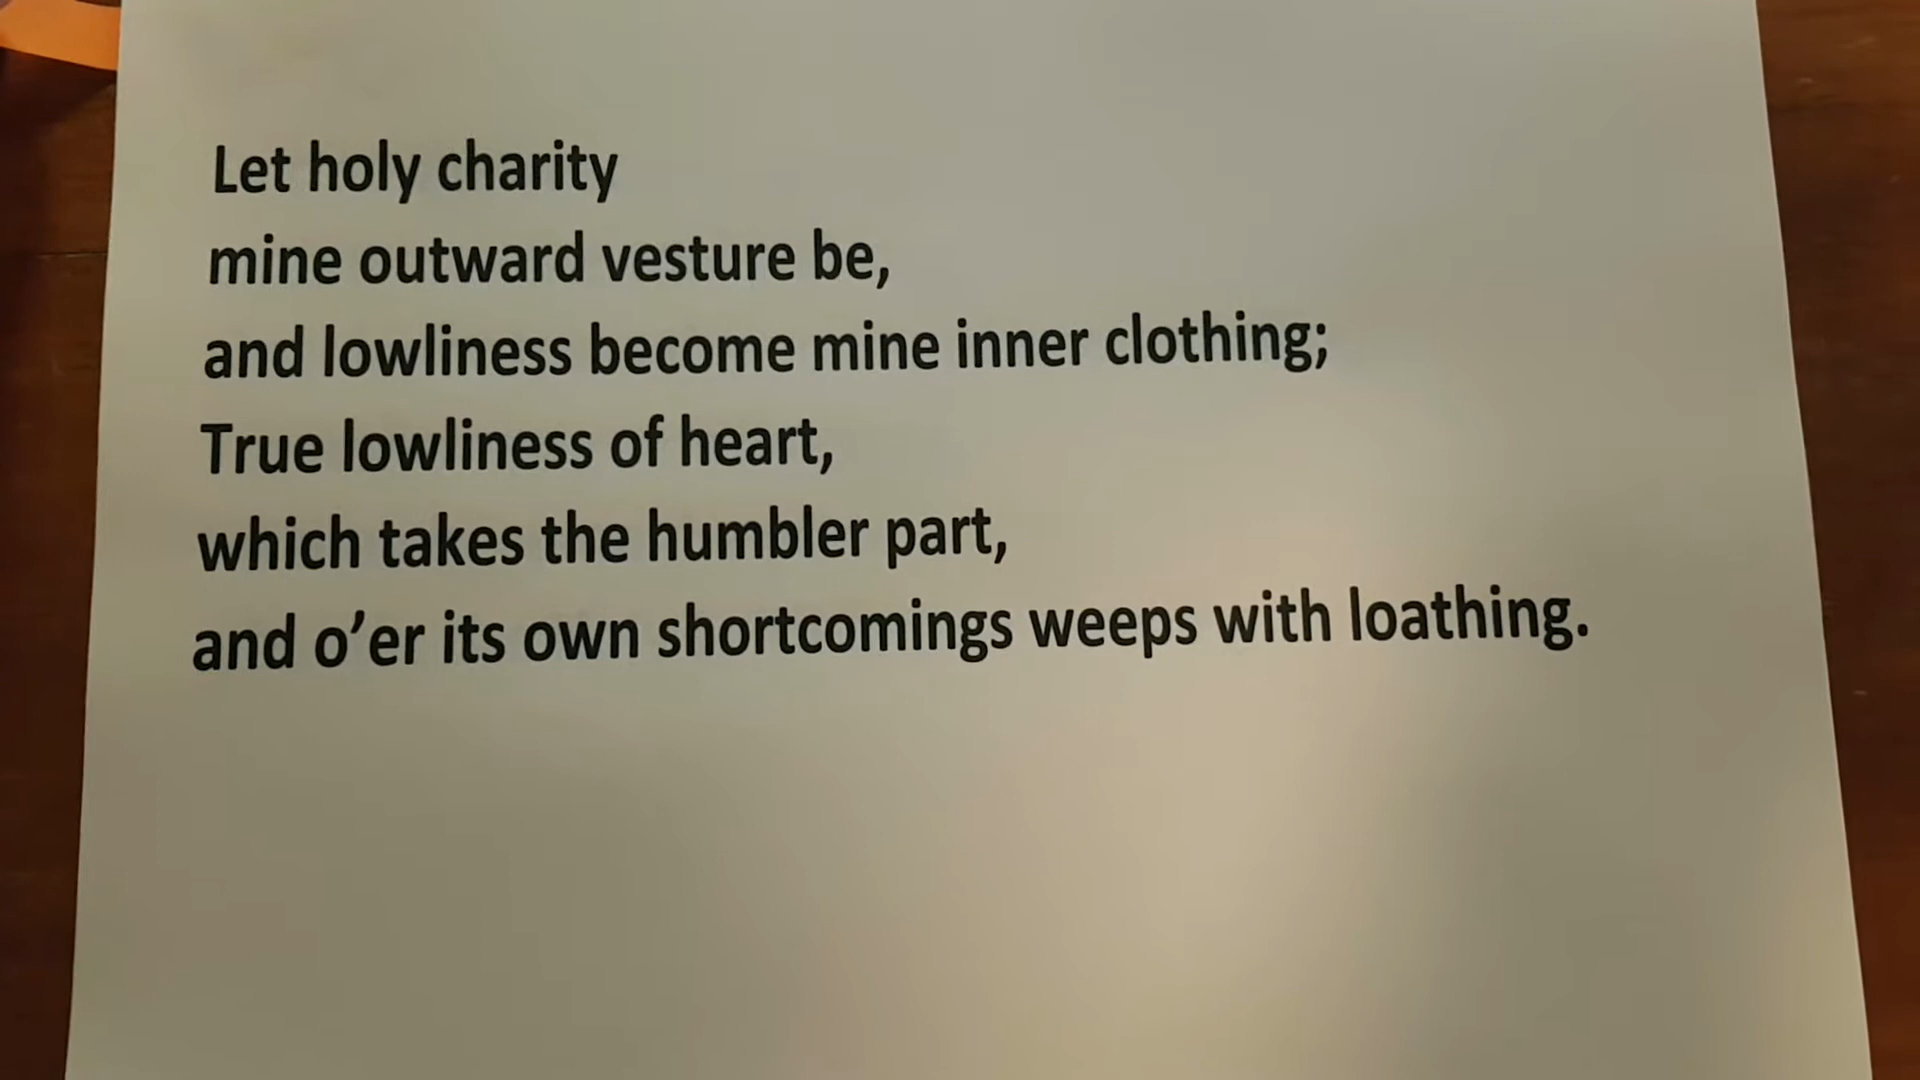 Let holy charity
mine outward vesture be,
and lowliness become mine inner clothing;
True lowliness of heart,
which takes the humbler part,
and o’er its own shortcomings weeps with loathing.